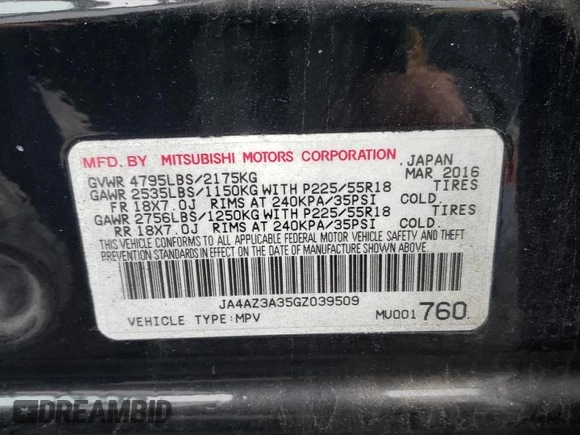 MFD. BY MITSUBISHI MOTORS CORPORATION JAPAN
GVWR 4795LBS/2175KG MAR 2016
GAWR 2535LBS/1150KG WITH P225/55R18 TIRES
FR 18X7.0J RIMS AT 240KPA/35PSI COLD.
GAWR 2756LBS/1250KG WITH P225/55R18 TIRES
RR 18X7.0J RIMS AT 240KPA/35PSI COLD.
THIS VEHICLE CONFORMS TO ALL APPLICABLE FEDERAL MOTOR VEHICLE SAFETY AND THEFT
PREVENTION STANDARDS IN EFFECT ON THE DATE OF MANUFACTURE SHOWN ABOVE.
JA4AZ3A35GZ039509
VEHICLE TYPE:MPV MU001760
DREAMBID